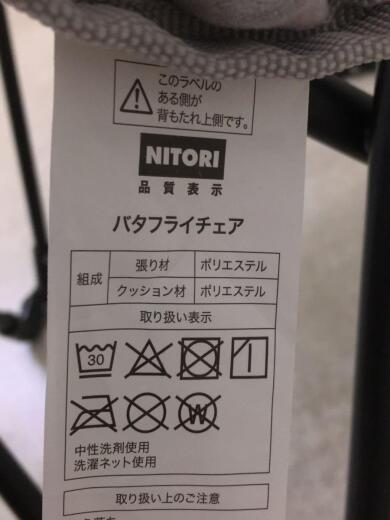 このラベルの
ある側が
背もたれ上側です。
NITORI
品質表示
バタフライチェア
組成 張り材 ポリエステル
クッション材 ポリエステル
取り扱い表示
30
W
中性洗剤使用
洗濯ネット使用
取り扱い上のご注意